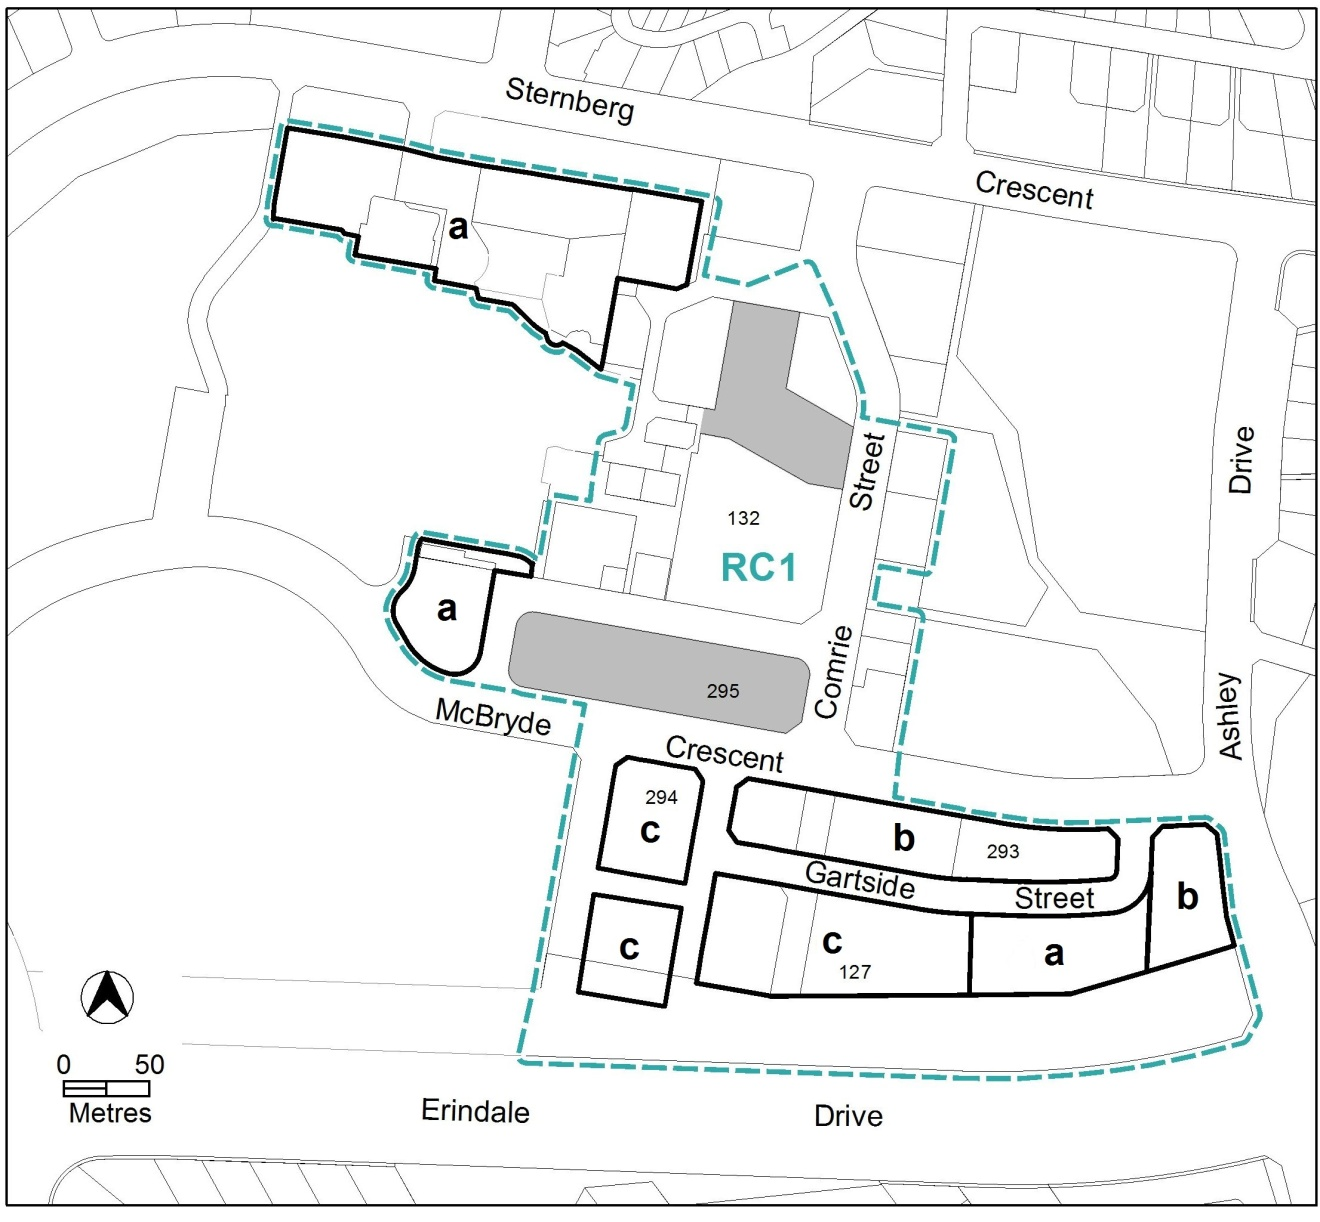 Sternberg
Crescent
a
Drive
Street
132
RC1
a
Comrie
295
Ashley
McBryde
Crescent
294
c
b
293
Gartside
Street
b
c
c
a
127
0 50
Metres
Erindale
Drive